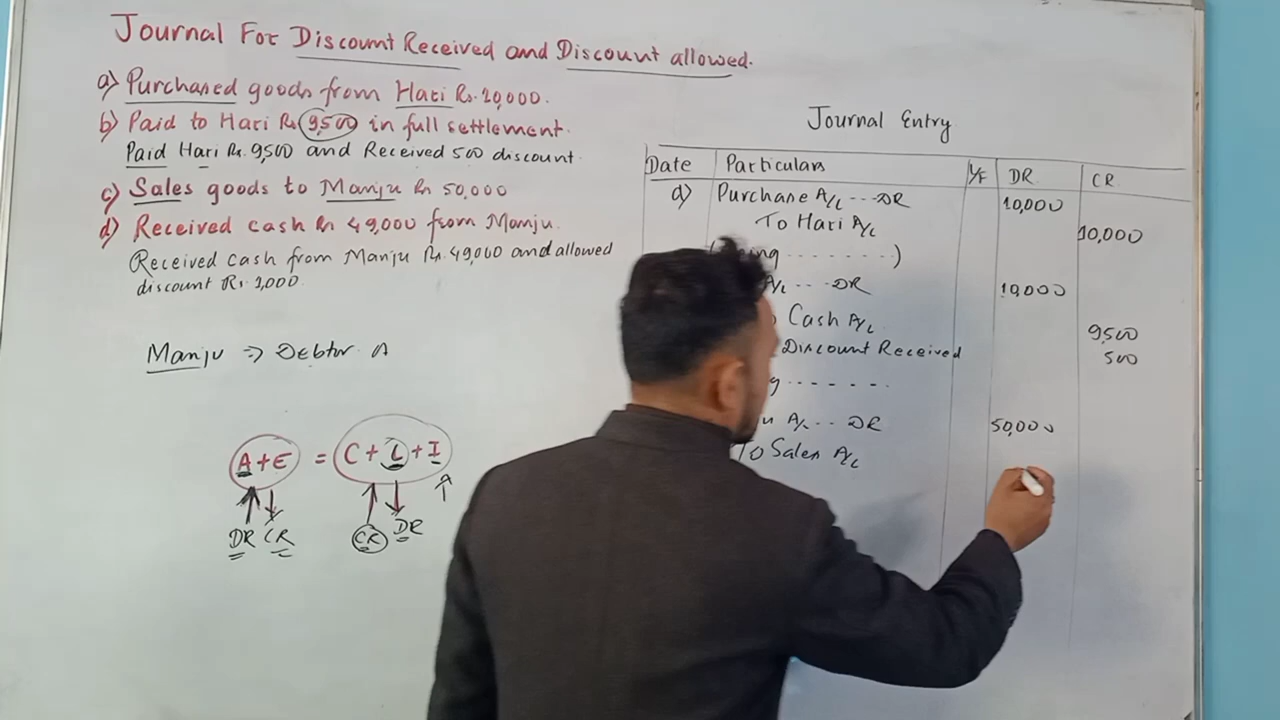 Journal For Discount Received and Discount allowed.
a) Purchased goods from Hari Rs. 10,000.
b) Paid to Hari Rs 9,500 in full settlement.
Paid Hari Rs. 9,500 and Received 500 discount.
c) Sales goods to Manju Rs 50,000
d) Received cash Rs 49,000 from Manju.
Received cash from Manju Rs. 49,000 and allowed
discount Rs. 1,000.
Manju => Debtor A
A+E = C+L+I
DR CR CR DR
Journal Entry
Date Particulars L/F DR. CR.
a) Purchase A/c ... DR 10,000
To Hari A/c 10,000
.......)
A/c ... DR 10,000
Cash A/c 9,500
Discount Received 500
.......
A/c ... DR 50,000
To Sales A/c